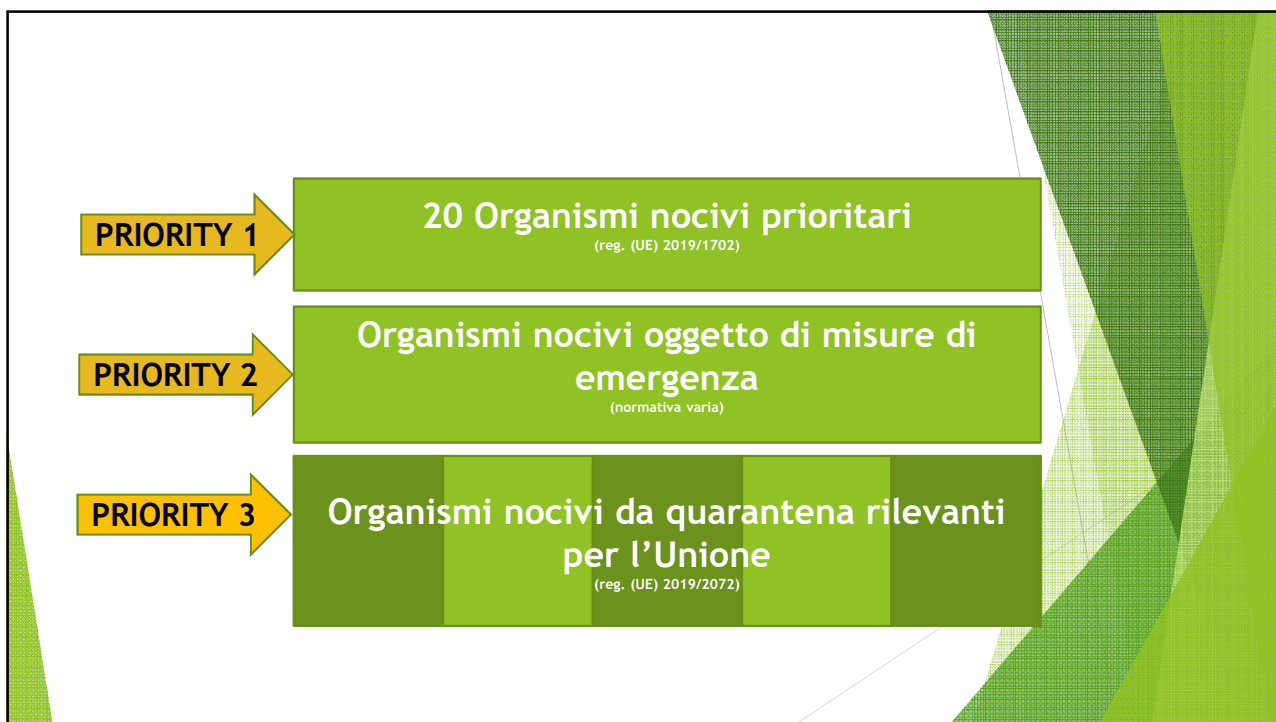 PRIORITY 1
20 Organismi nocivi prioritari
(reg. (UE) 2019/1702)
PRIORITY 2
Organismi nocivi oggetto di misure di
emergenza
(normativa varia)
PRIORITY 3
Organismi nocivi da quarantena rilevanti
per l’Unione
(reg. (UE) 2019/2072)